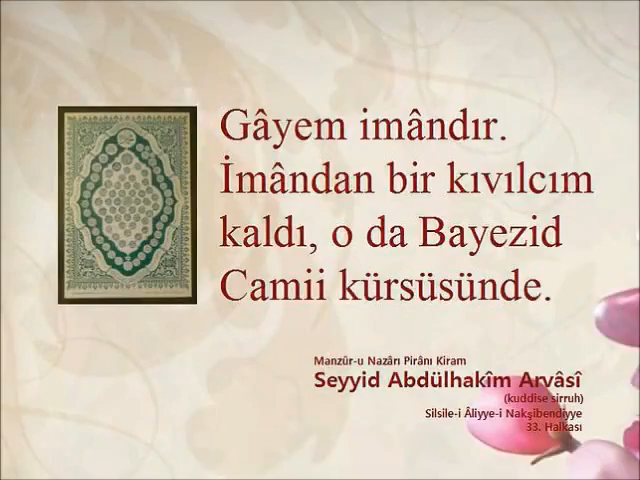 Gâyem imândır.
İmândan bir kıvılcım
kaldı, o da Bayezid
Camii kürsüsünde.
Manzûr-u Nazârı Pirânı Kiram
Seyyid Abdülhakîm Arvâsî
(kuddise sirruh)
Silsile-i Âliyye-i Nakşibendiyye
33. Halkası